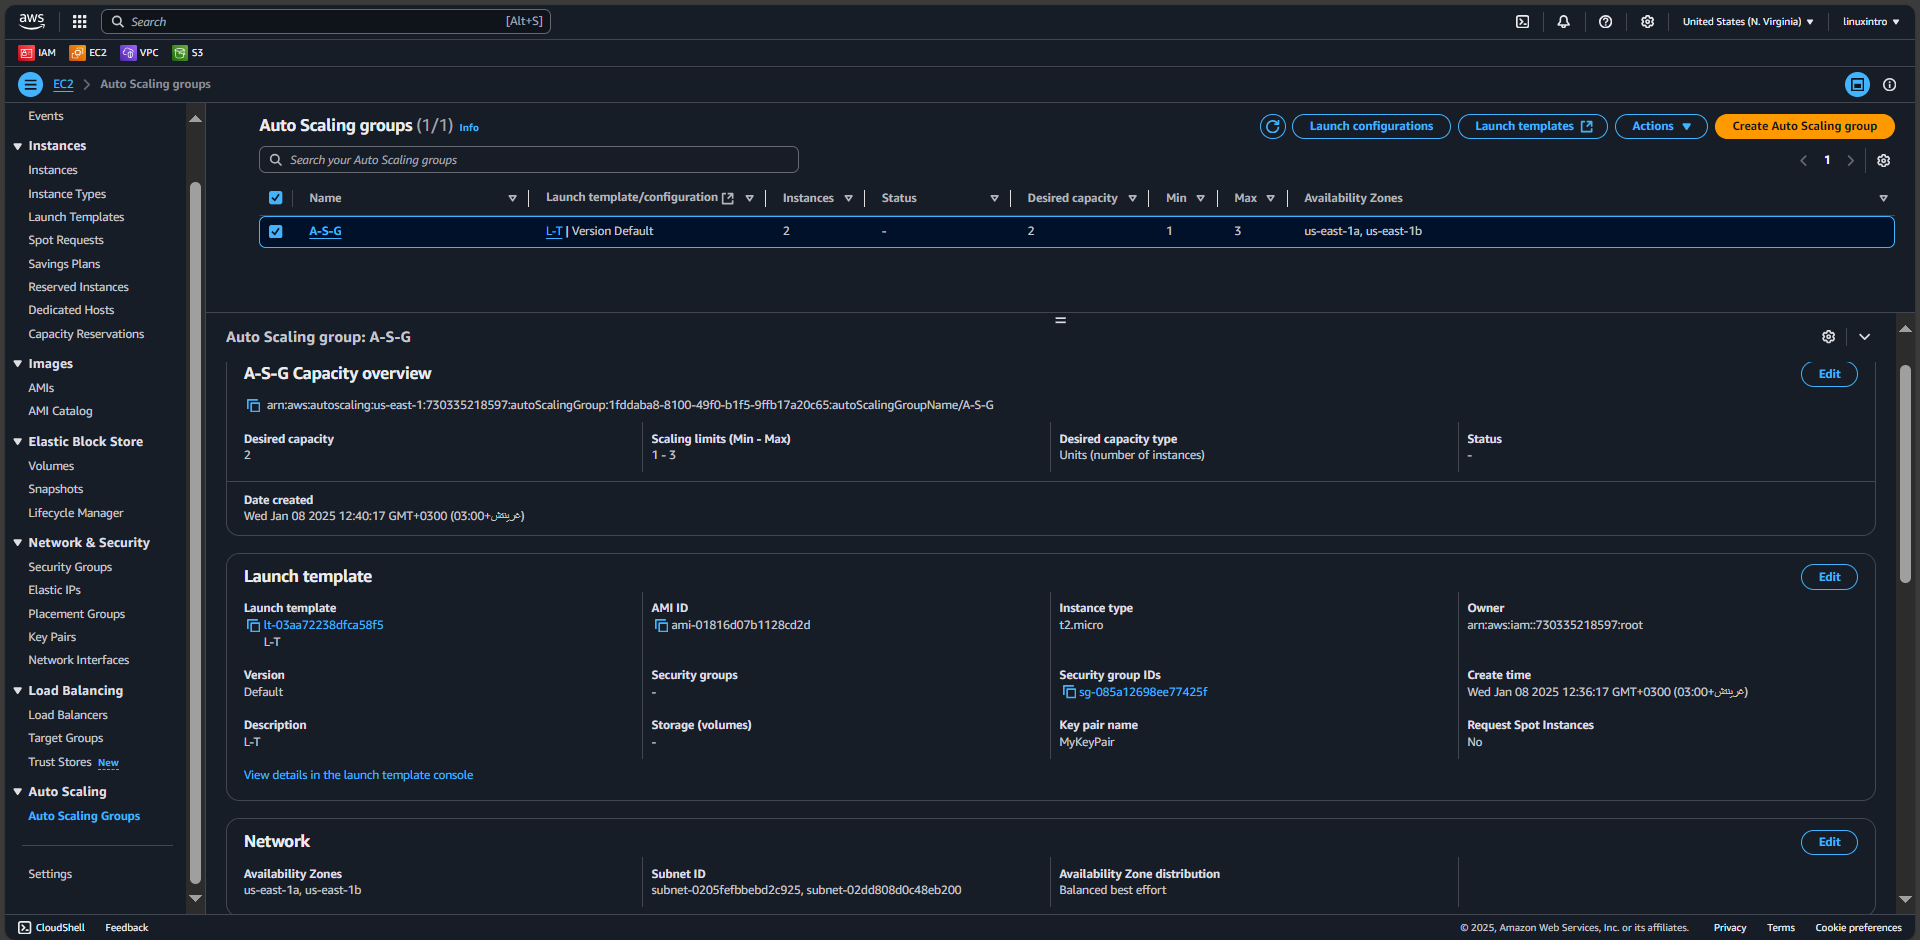 aws
Search [Alt+S]
United States (N. Virginia) linuxintro
IAM EC2 VPC S3
EC2 Auto Scaling groups
Events
Instances
Instances
Instance Types
Launch Templates
Spot Requests
Savings Plans
Reserved Instances
Dedicated Hosts
Capacity Reservations
Images
AMIs
AMI Catalog
Elastic Block Store
Volumes
Snapshots
Lifecycle Manager
Network & Security
Security Groups
Elastic IPs
Placement Groups
Key Pairs
Network Interfaces
Load Balancing
Load Balancers
Target Groups
Trust Stores New
Auto Scaling
Auto Scaling Groups
Settings
Auto Scaling groups (1/1) Info
Launch configurations Launch templates Actions Create Auto Scaling group
Search your Auto Scaling groups
1
Name Launch template/configuration Instances Status Desired capacity Min Max Availability Zones
A-S-G L-T | Version Default 2 - 2 1 3 us-east-1a, us-east-1b
Auto Scaling group: A-S-G
A-S-G Capacity overview Edit
arn:aws:autoscaling:us-east-1:730335218597:autoScalingGroup:1fddaba8-8100-49f0-b1f5-9ffb17a20c65:autoScalingGroupName/A-S-G
Desired capacity Scaling limits (Min - Max) Desired capacity type Status
2 1 - 3 Units (number of instances) -
Date created
Wed Jan 08 2025 12:40:17 GMT+0300 (غرينتش+03:00)
Launch template Edit
Launch template AMI ID Instance type Owner
lt-03aa72238dfca58f5 ami-01816d07b1128cd2d t2.micro arn:aws:iam::730335218597:root
L-T
Version Security groups Security group IDs Create time
Default - sg-085a12698ee77425f Wed Jan 08 2025 12:36:17 GMT+0300 (غرينتش+03:00)
Description Storage (volumes) Key pair name Request Spot Instances
L-T - MyKeyPair No
View details in the launch template console
Network Edit
Availability Zones Subnet ID Availability Zone distribution
us-east-1a, us-east-1b subnet-0205fefbbebd2c925, subnet-02dd808d0c48eb200 Balanced best effort
CloudShell Feedback © 2025, Amazon Web Services, Inc. or its affiliates. Privacy Terms Cookie preferences